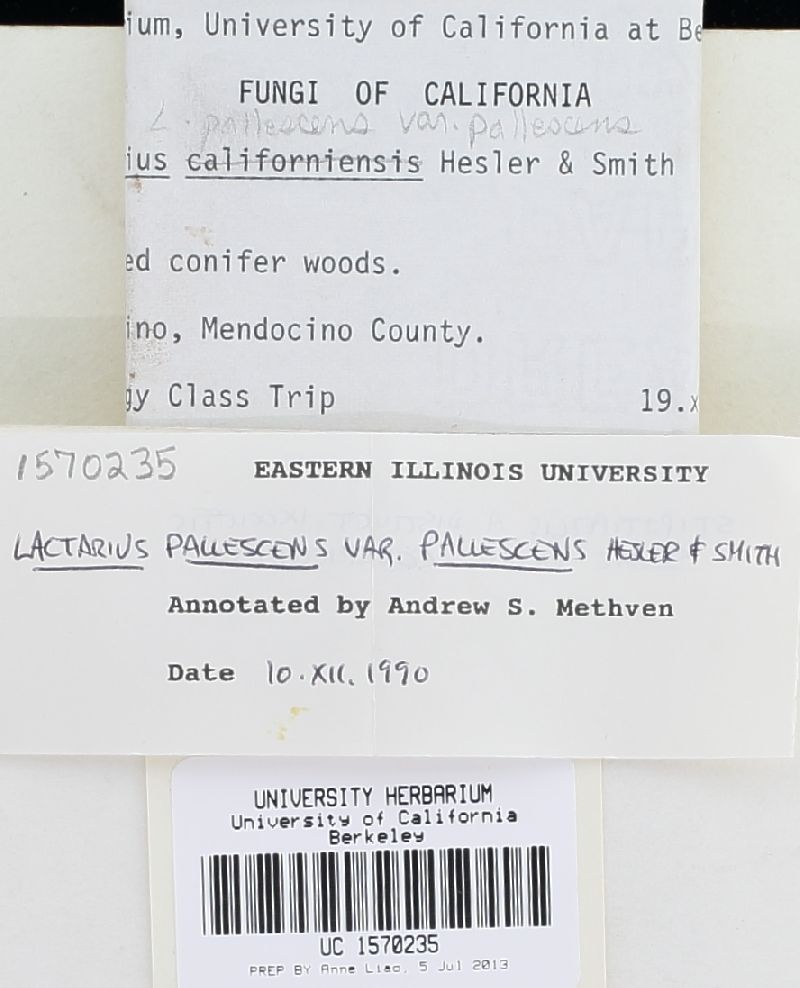 ium, University of California at Be
FUNGI OF CALIFORNIA
L. pallescens var. pallescens
ius californiensis Hesler & Smith
ed conifer woods.
ino, Mendocino County.
gy Class Trip 19.x
1570235 EASTERN ILLINOIS UNIVERSITY
LACTARIUS PALLESCENS VAR. PALLESCENS HESLER & SMITH
Annotated by Andrew S. Methven
Date 10.XII.1990
UNIVERSITY HERBARIUM
University of California
Berkeley
UC 1570235
PREP BY Anne Liao, 5 Jul 2013